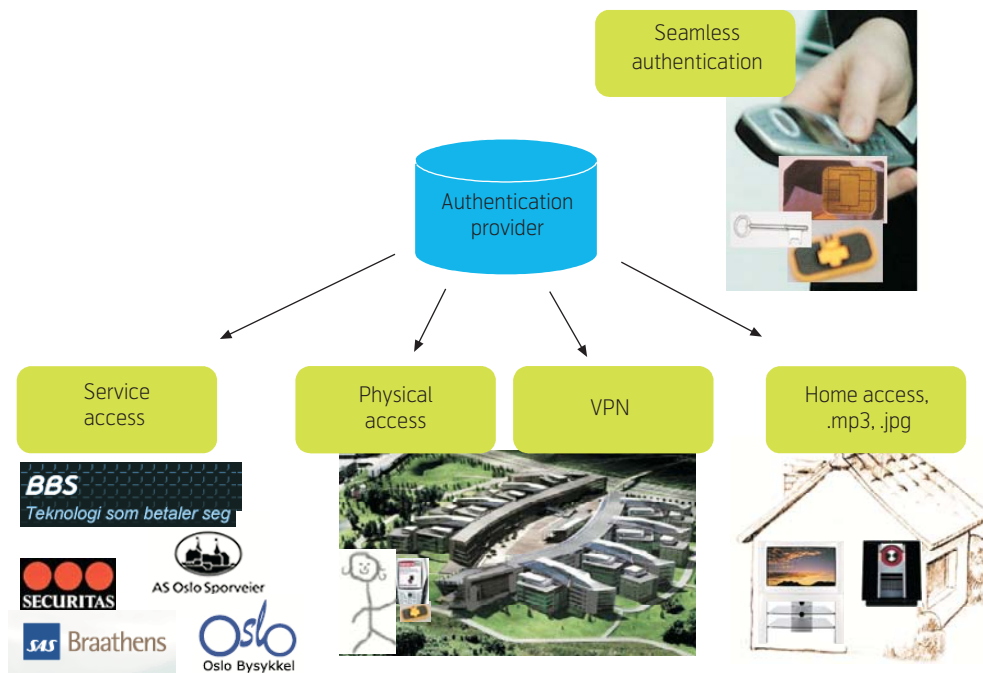 Seamless
authentication
Authentication
provider
Service
access
Physical
access
VPN
Home access,
.mp3, .jpg
BBS
Teknologi som betaler seg
SECURITAS
AS Oslo Sporveier
SAS Braathens
Oslo
Oslo Bysykkel